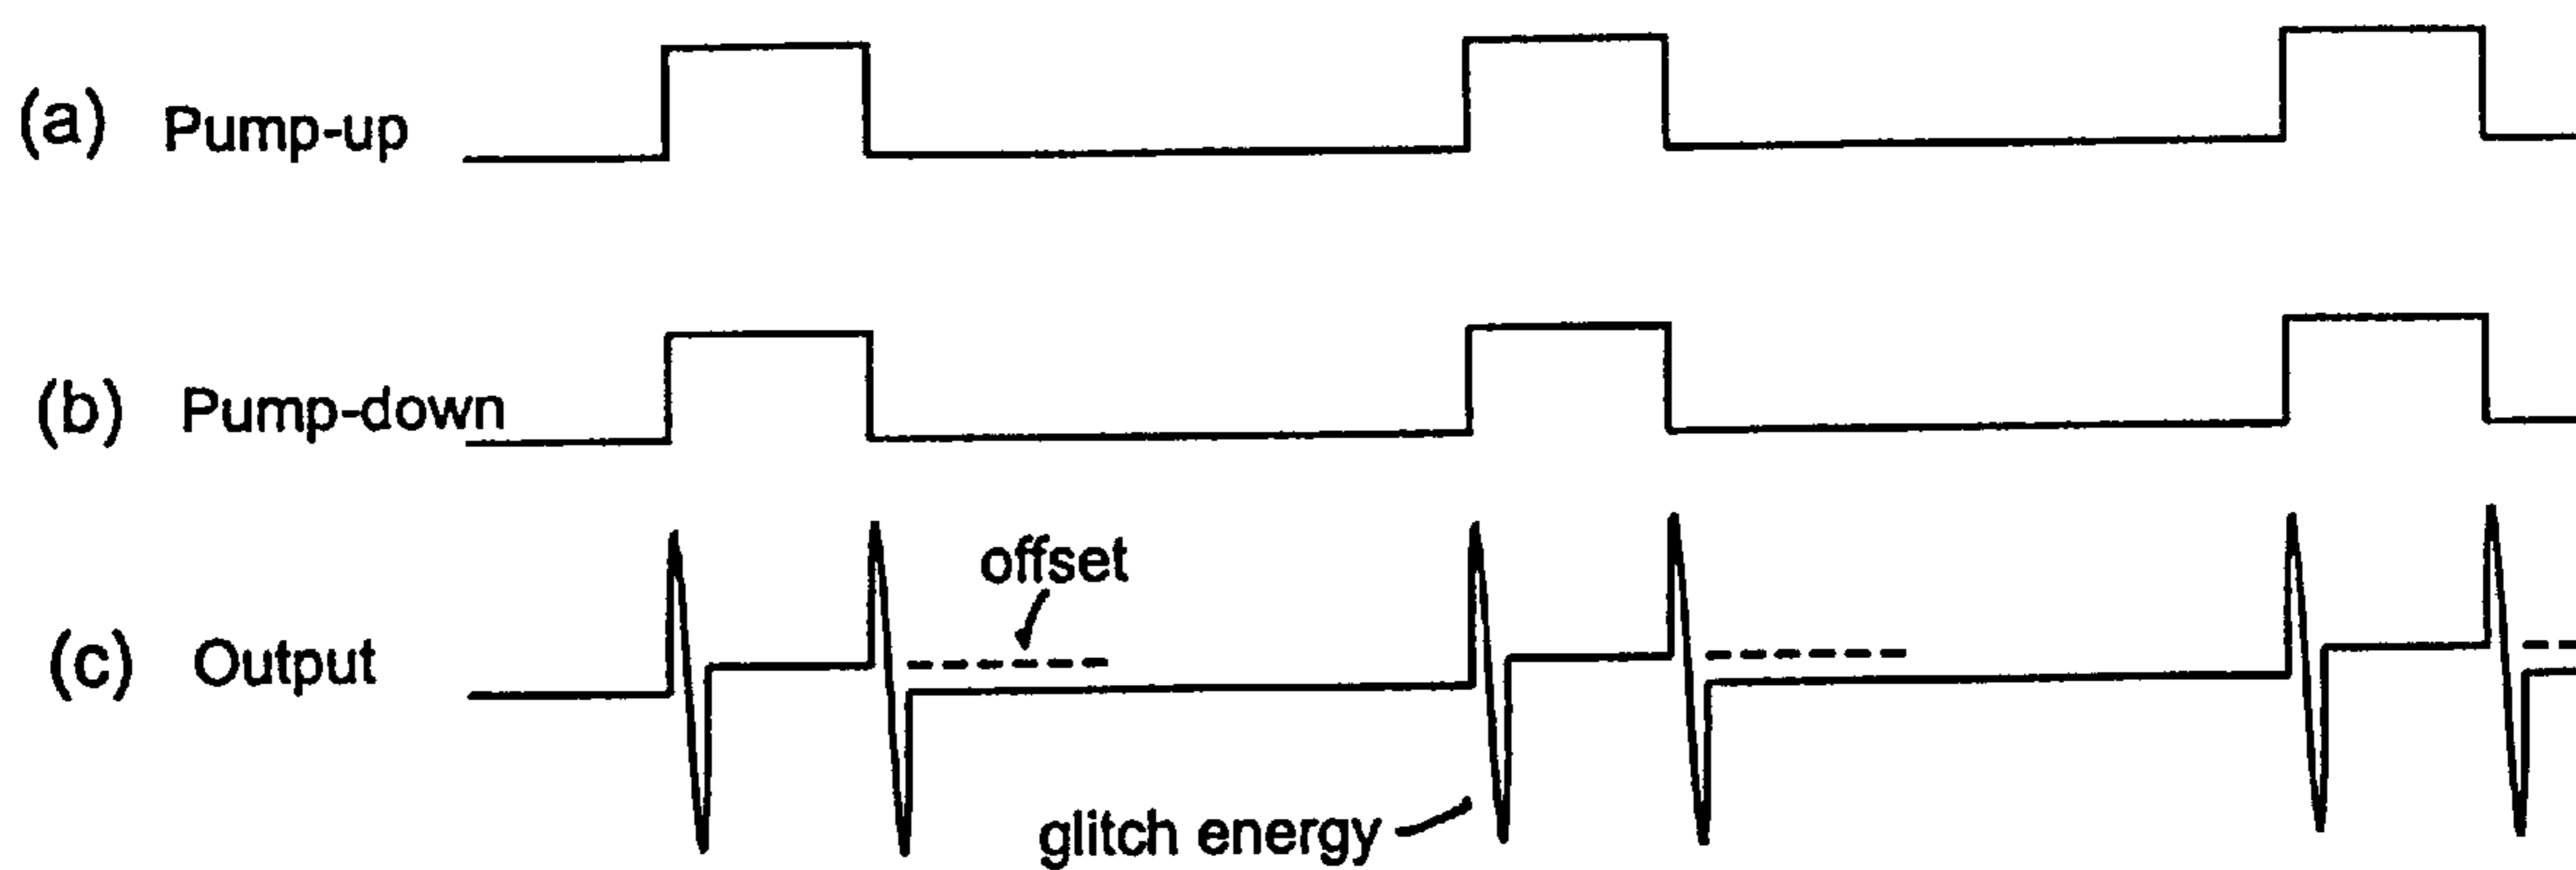 (a) Pump-up
(b) Pump-down
offset
(c) Output
glitch energy